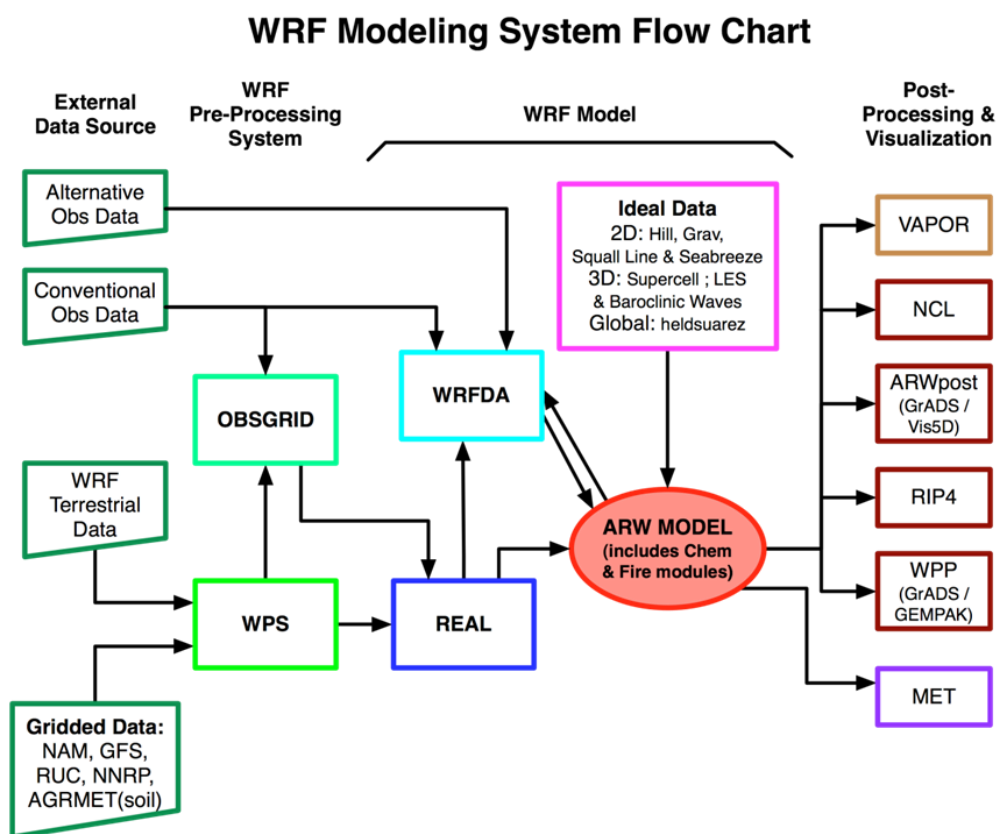 WRF Modeling System Flow Chart
External
Data Source
WRF
Pre-Processing
System
WRF Model
Post-
Processing &
Visualization
Alternative
Obs Data
Conventional
Obs Data
WRF
Terrestrial
Data
Gridded Data:
NAM, GFS,
RUC, NNRP,
AGRMET(soil)
OBSGRID
WPS
WRFDA
REAL
Ideal Data
2D: Hill, Grav,
Squall Line & Seabreeze
3D: Supercell ; LES
& Baroclinic Waves
Global: heldsuarez
ARW MODEL
(includes Chem
& Fire modules)
VAPOR
NCL
ARWpost
(GrADS /
Vis5D)
RIP4
WPP
(GrADS /
GEMPAK)
MET